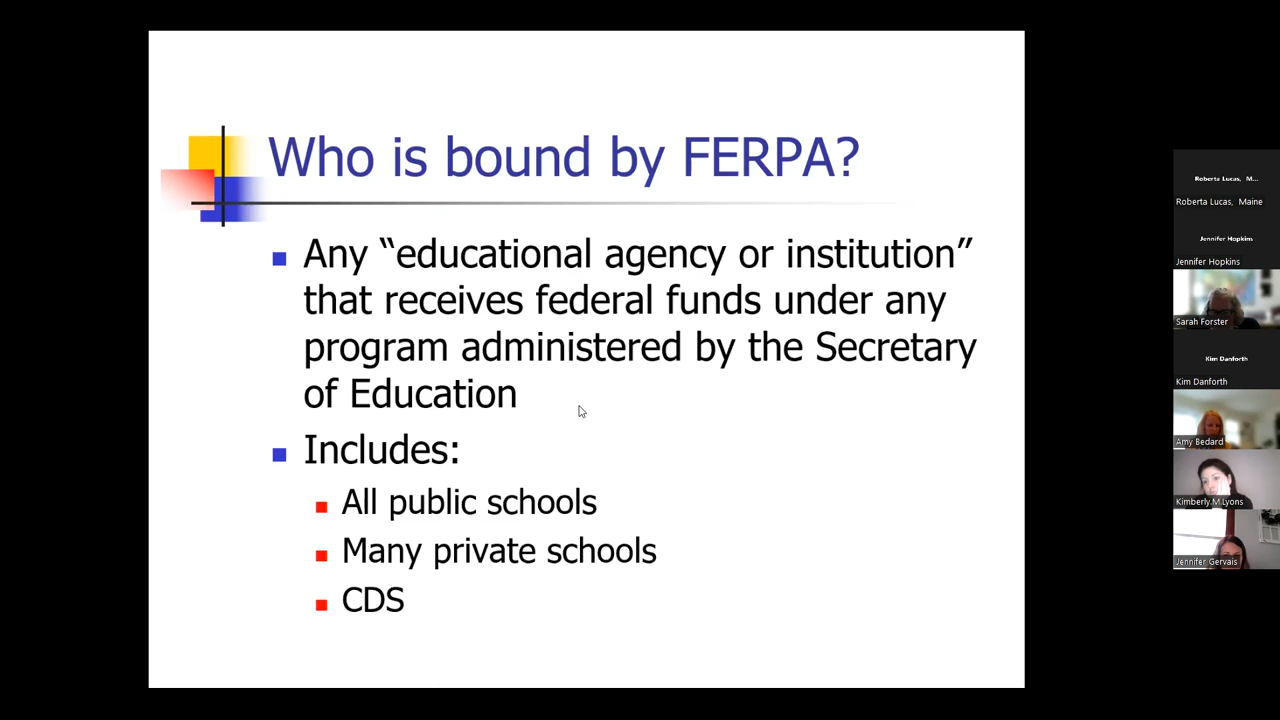 Who is bound by FERPA?
Any “educational agency or institution”
that receives federal funds under any
program administered by the Secretary
of Education
Includes:
All public schools
Many private schools
CDS
Roberta Lucas, M...
Roberta Lucas, Maine
Jennifer Hopkins
Jennifer Hopkins
Sarah Forster
Kim Danforth
Kim Danforth
Amy Bedard
Kimberly.M.Lyons
Jennifer Gervais